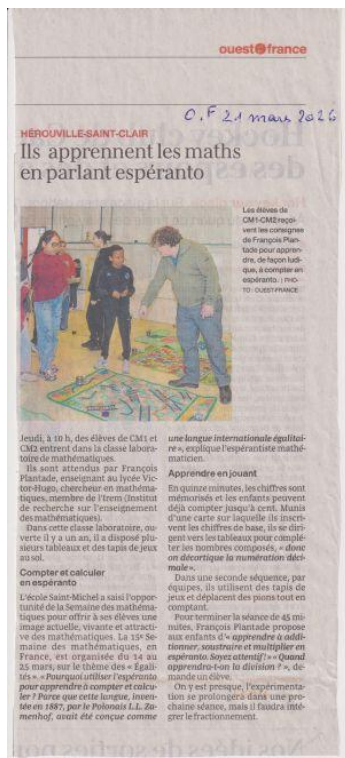 ouest france
O.F 21 mars 2026
HÉROUVILLE-SAINT-CLAIR
Ils apprennent les maths
en parlant espéranto
Les élèves de
CM1-CM2 reçoi-
vent les consignes
de François Plan-
tade pour appren-
dre, de façon ludi-
que, à compter en
espéranto. | PHO-
TO : OUEST-FRANCE
Jeudi, à 10 h, des élèves de CM1 et
CM2 entrent dans la classe labora-
toire de mathématiques.
Ils sont attendus par François
Plantade, enseignant au lycée Vic-
tor-Hugo, chercheur en mathéma-
tiques, membre de l'Irem (Institut
de recherche sur l'enseignement
des mathématiques).
Dans cette classe laboratoire, ou-
verte il y a un an, il a disposé plu-
sieurs tableaux et des tapis de jeux
au sol.
Compter et calculer
en espéranto
L'école Saint-Michel a saisi l'oppor-
tunité de la Semaine des mathéma-
tiques pour offrir à ses élèves une
image actuelle, vivante et attracti-
ve des mathématiques. La 15e Se-
maine des mathématiques, en
France, est organisée du 14 au
25 mars, sur le thème des « Égali-
tés ». « Pourquoi utiliser l'espéranto
pour apprendre à compter et calcu-
ler ? Parce que cette langue, inven-
tée en 1887, par le Polonais L.L. Za-
menhof, avait été conçue comme
une langue internationale égalitai-
re », explique l'espérantiste mathé-
maticien.
Apprendre en jouant
En quinze minutes, les chiffres sont
mémorisés et les enfants peuvent
déjà compter jusqu'à cent. Munis
d'une carte sur laquelle ils inscri-
vent les chiffres de base, ils se diri-
gent vers les tableaux pour complé-
ter les nombres composés, « donc
on décortique la numération déci-
male ».
Dans une seconde séquence, par
équipes, ils utilisent des tapis de
jeux et déplacent des pions tout en
comptant.
Pour terminer la séance de 45 mi-
nutes, François Plantade propose
aux enfants d'« apprendre à addi-
tionner, soustraire et multiplier en
espéranto. Soyez attentif ! » « Quand
apprendra-t-on la division ? », de-
mande un élève.
On y est presque, l'expérimenta-
tion se prolongera dans une pro-
chaine séance, mais il faudra inté-
grer le fractionnement.